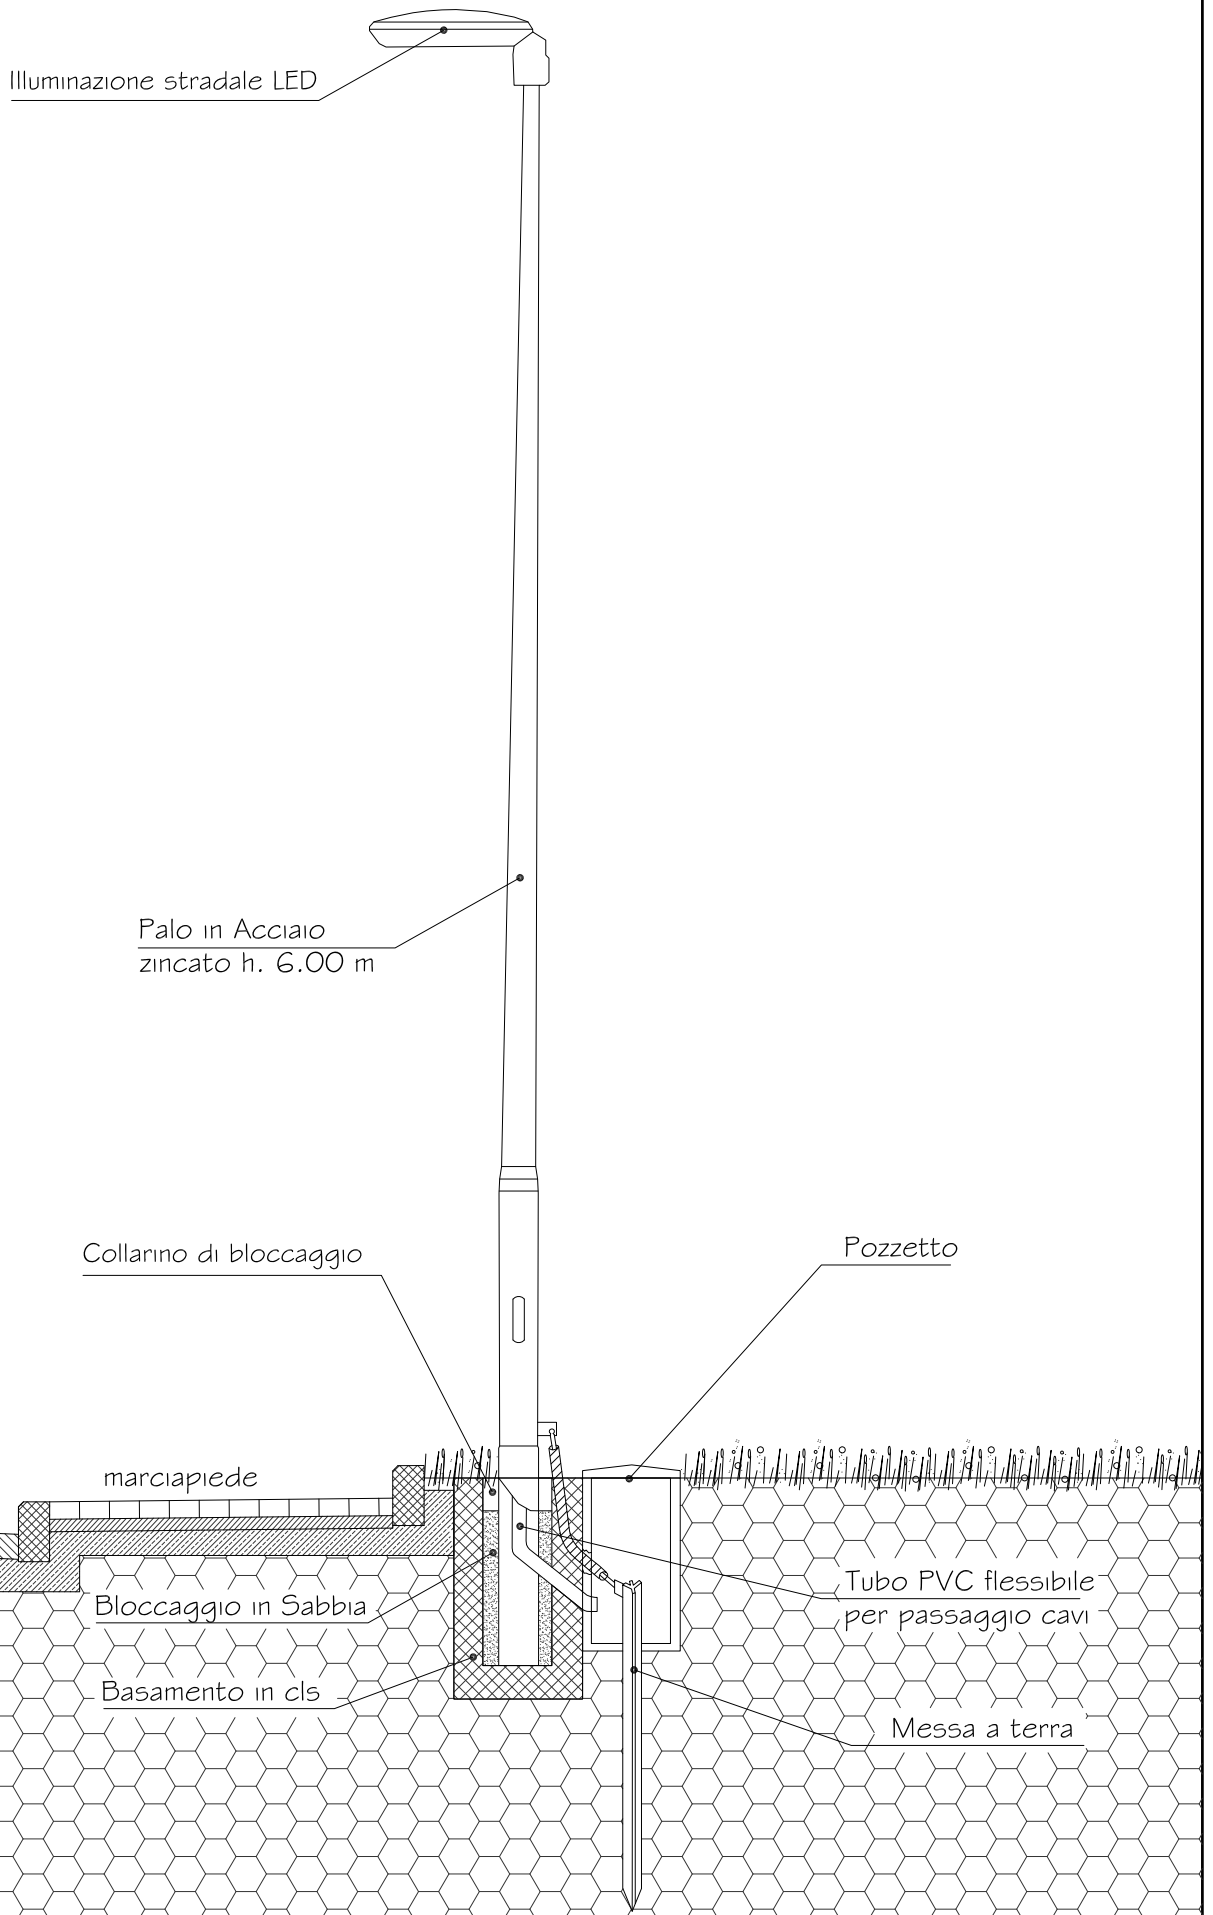 Illuminazione stradale LED
Palo in Acciaio
zincato h. 6.00 m
Collarino di bloccaggio
Pozzetto
marciapiede
Tubo PVC flessibile
per passaggio cavi
Bloccaggio in Sabbia
Basamento in cls
Messa a terra